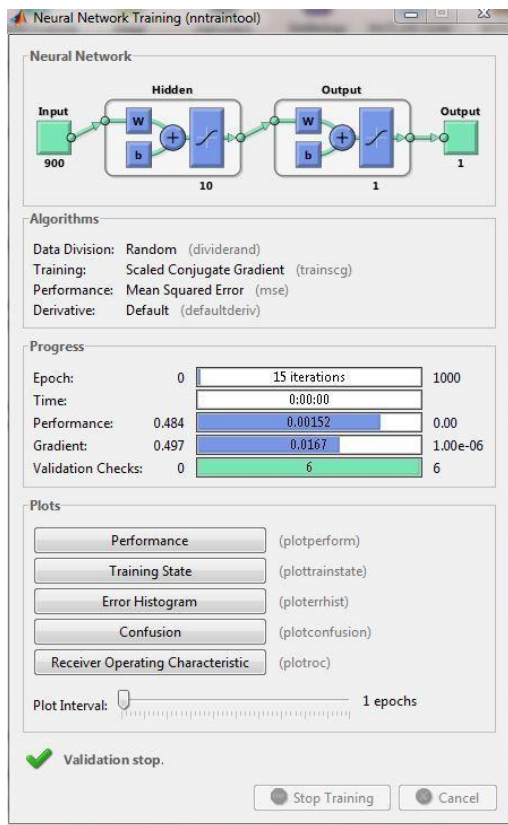 Neural Network Training (nntraintool)
Neural Network
Hidden
Output
Input
W
b
W
b
Output
900
10
1
1
Algorithms
Data Division: Random (dividerand)
Training: Scaled Conjugate Gradient (trainscg)
Performance: Mean Squared Error (mse)
Derivative: Default (defaultderiv)
Progress
Epoch: 0 15 iterations 1000
Time: 0:00:00
Performance: 0.484 0.00152 0.00
Gradient: 0.497 0.0167 1.00e-06
Validation Checks: 0 6 6
Plots
Performance (plotperform)
Training State (plottrainstate)
Error Histogram (ploterrhist)
Confusion (plotconfusion)
Receiver Operating Characteristic (plotroc)
Plot Interval: 1 epochs
Validation stop.
Stop Training Cancel